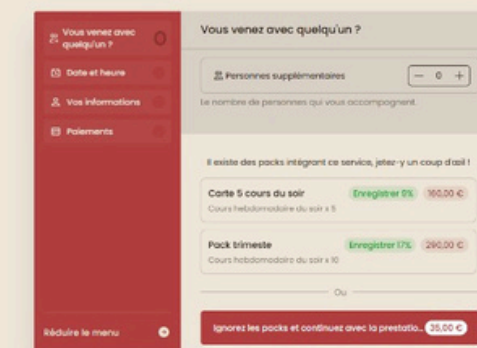 Vous venez avec
quelqu'un ?
Date et heure
Vos informations
Paiements
Réduire le menu
Vous venez avec quelqu'un ?
Personnes supplémentaires
− 0 +
Le nombre de personnes qui vous accompagnent.
Il existe des packs intégrant ce service, jetez-y un coup d'œil !
Carte 5 cours du soir Enregistrer 0% 160,00 €
Cours hebdomadaire du soir x 5
Pack trimeste Enregistrer 17% 290,00 €
Cours hebdomadaire du soir x 10
Ou
Ignorez les packs et continuez avec la prestatio... 35,00 €